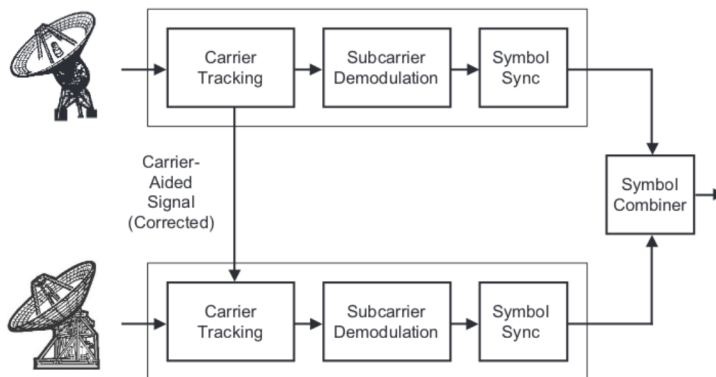 Carrier
Tracking
Subcarrier
Demodulation
Symbol
Sync
Carrier-
Aided
Signal
(Corrected)
Symbol
Combiner
Carrier
Tracking
Subcarrier
Demodulation
Symbol
Sync